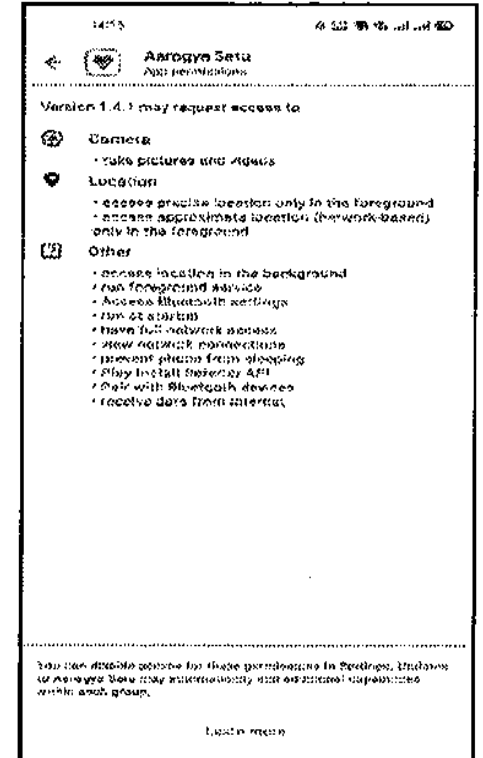 Aarogya Setu
App permissions
Version 1.4.1 may request access to
Camera
• take pictures and videos
Location
• access precise location only in the foreground
• access approximate location (network-based)
only in the foreground
Other
• access location in the background
• run foreground service
• Access Bluetooth settings
• run at startup
• have full network access
• view network connections
• prevent phone from sleeping
• Play Install Referrer API
• Pair with Bluetooth devices
• receive data from internet
You can disable access for these permissions in Settings. Updates
to Aarogya Setu may automatically add additional capabilities
within each group.
Learn more